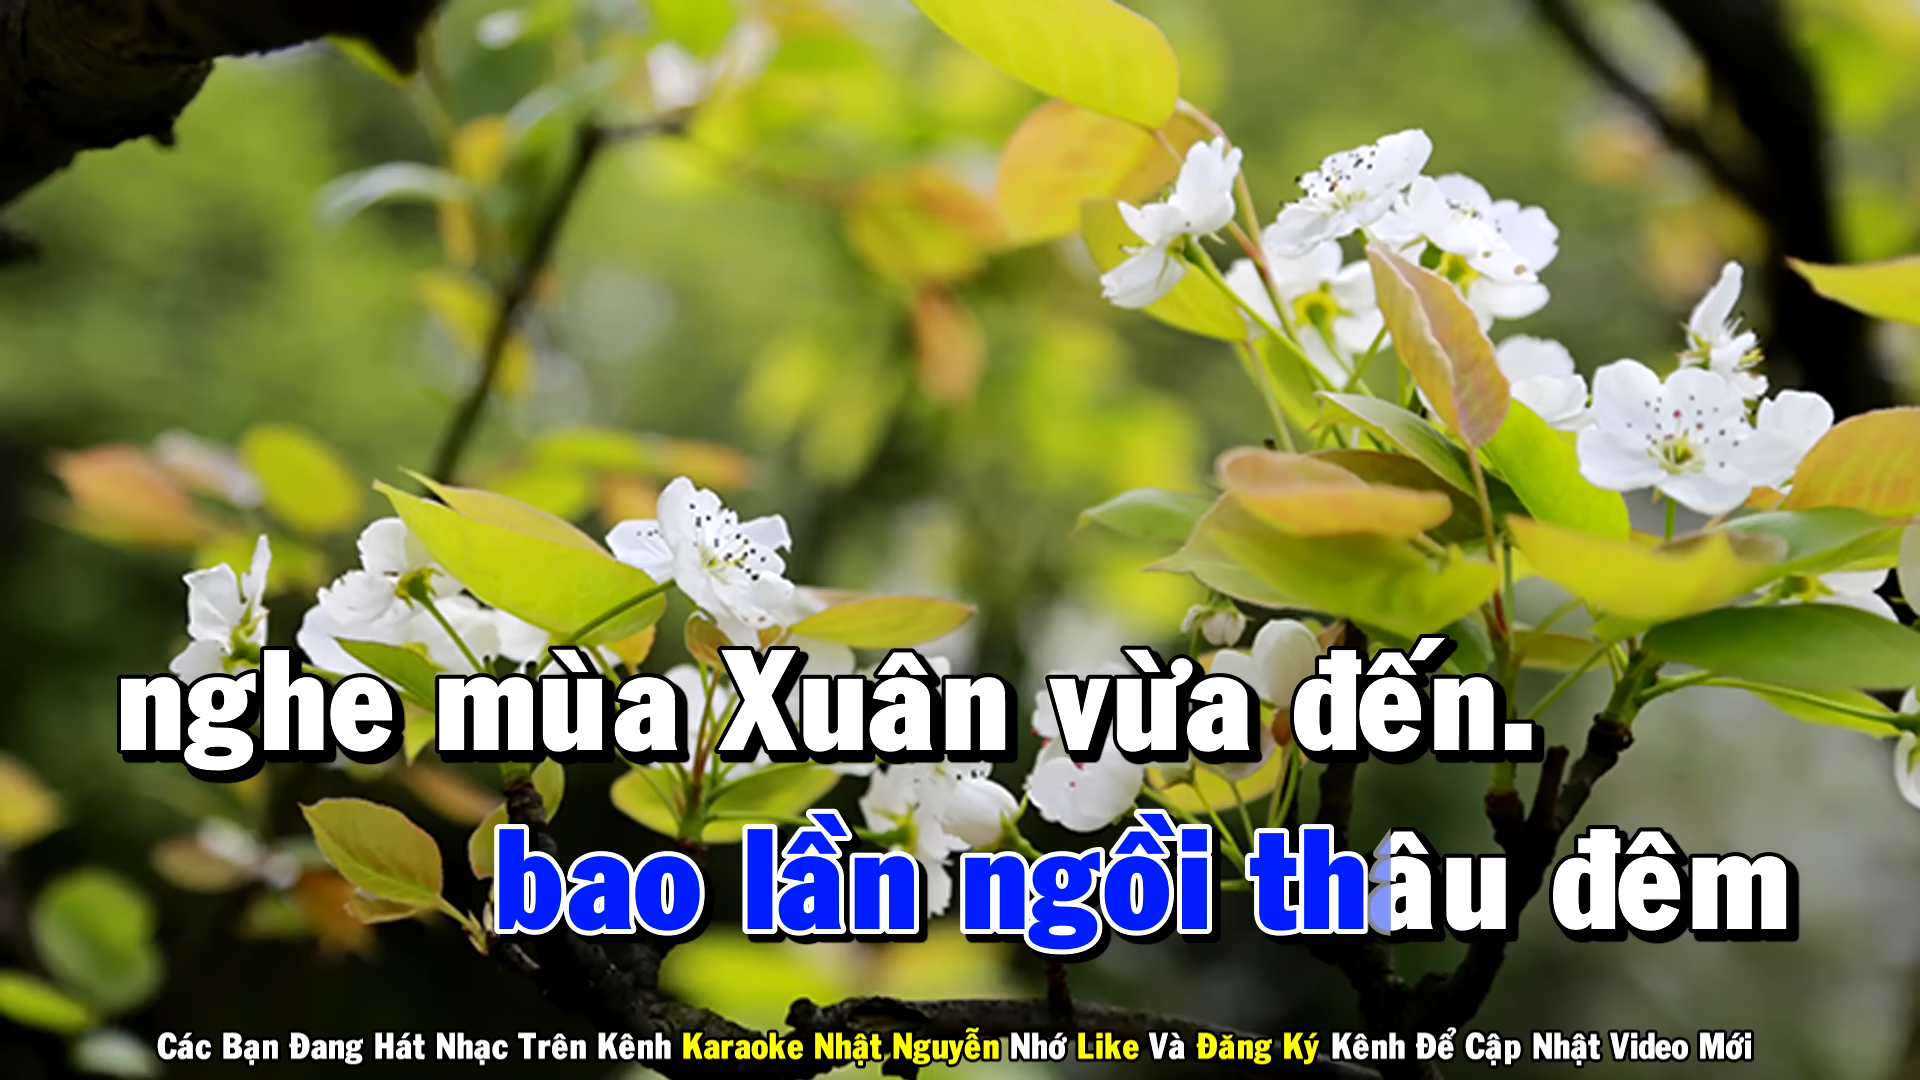 nghe mùa Xuân vừa đến.
bao lần ngồi thâu đêm
Các Bạn Đang Hát Nhạc Trên Kênh Karaoke Nhật Nguyễn Nhớ Like Và Đăng Ký Kênh Để Cập Nhật Video Mới